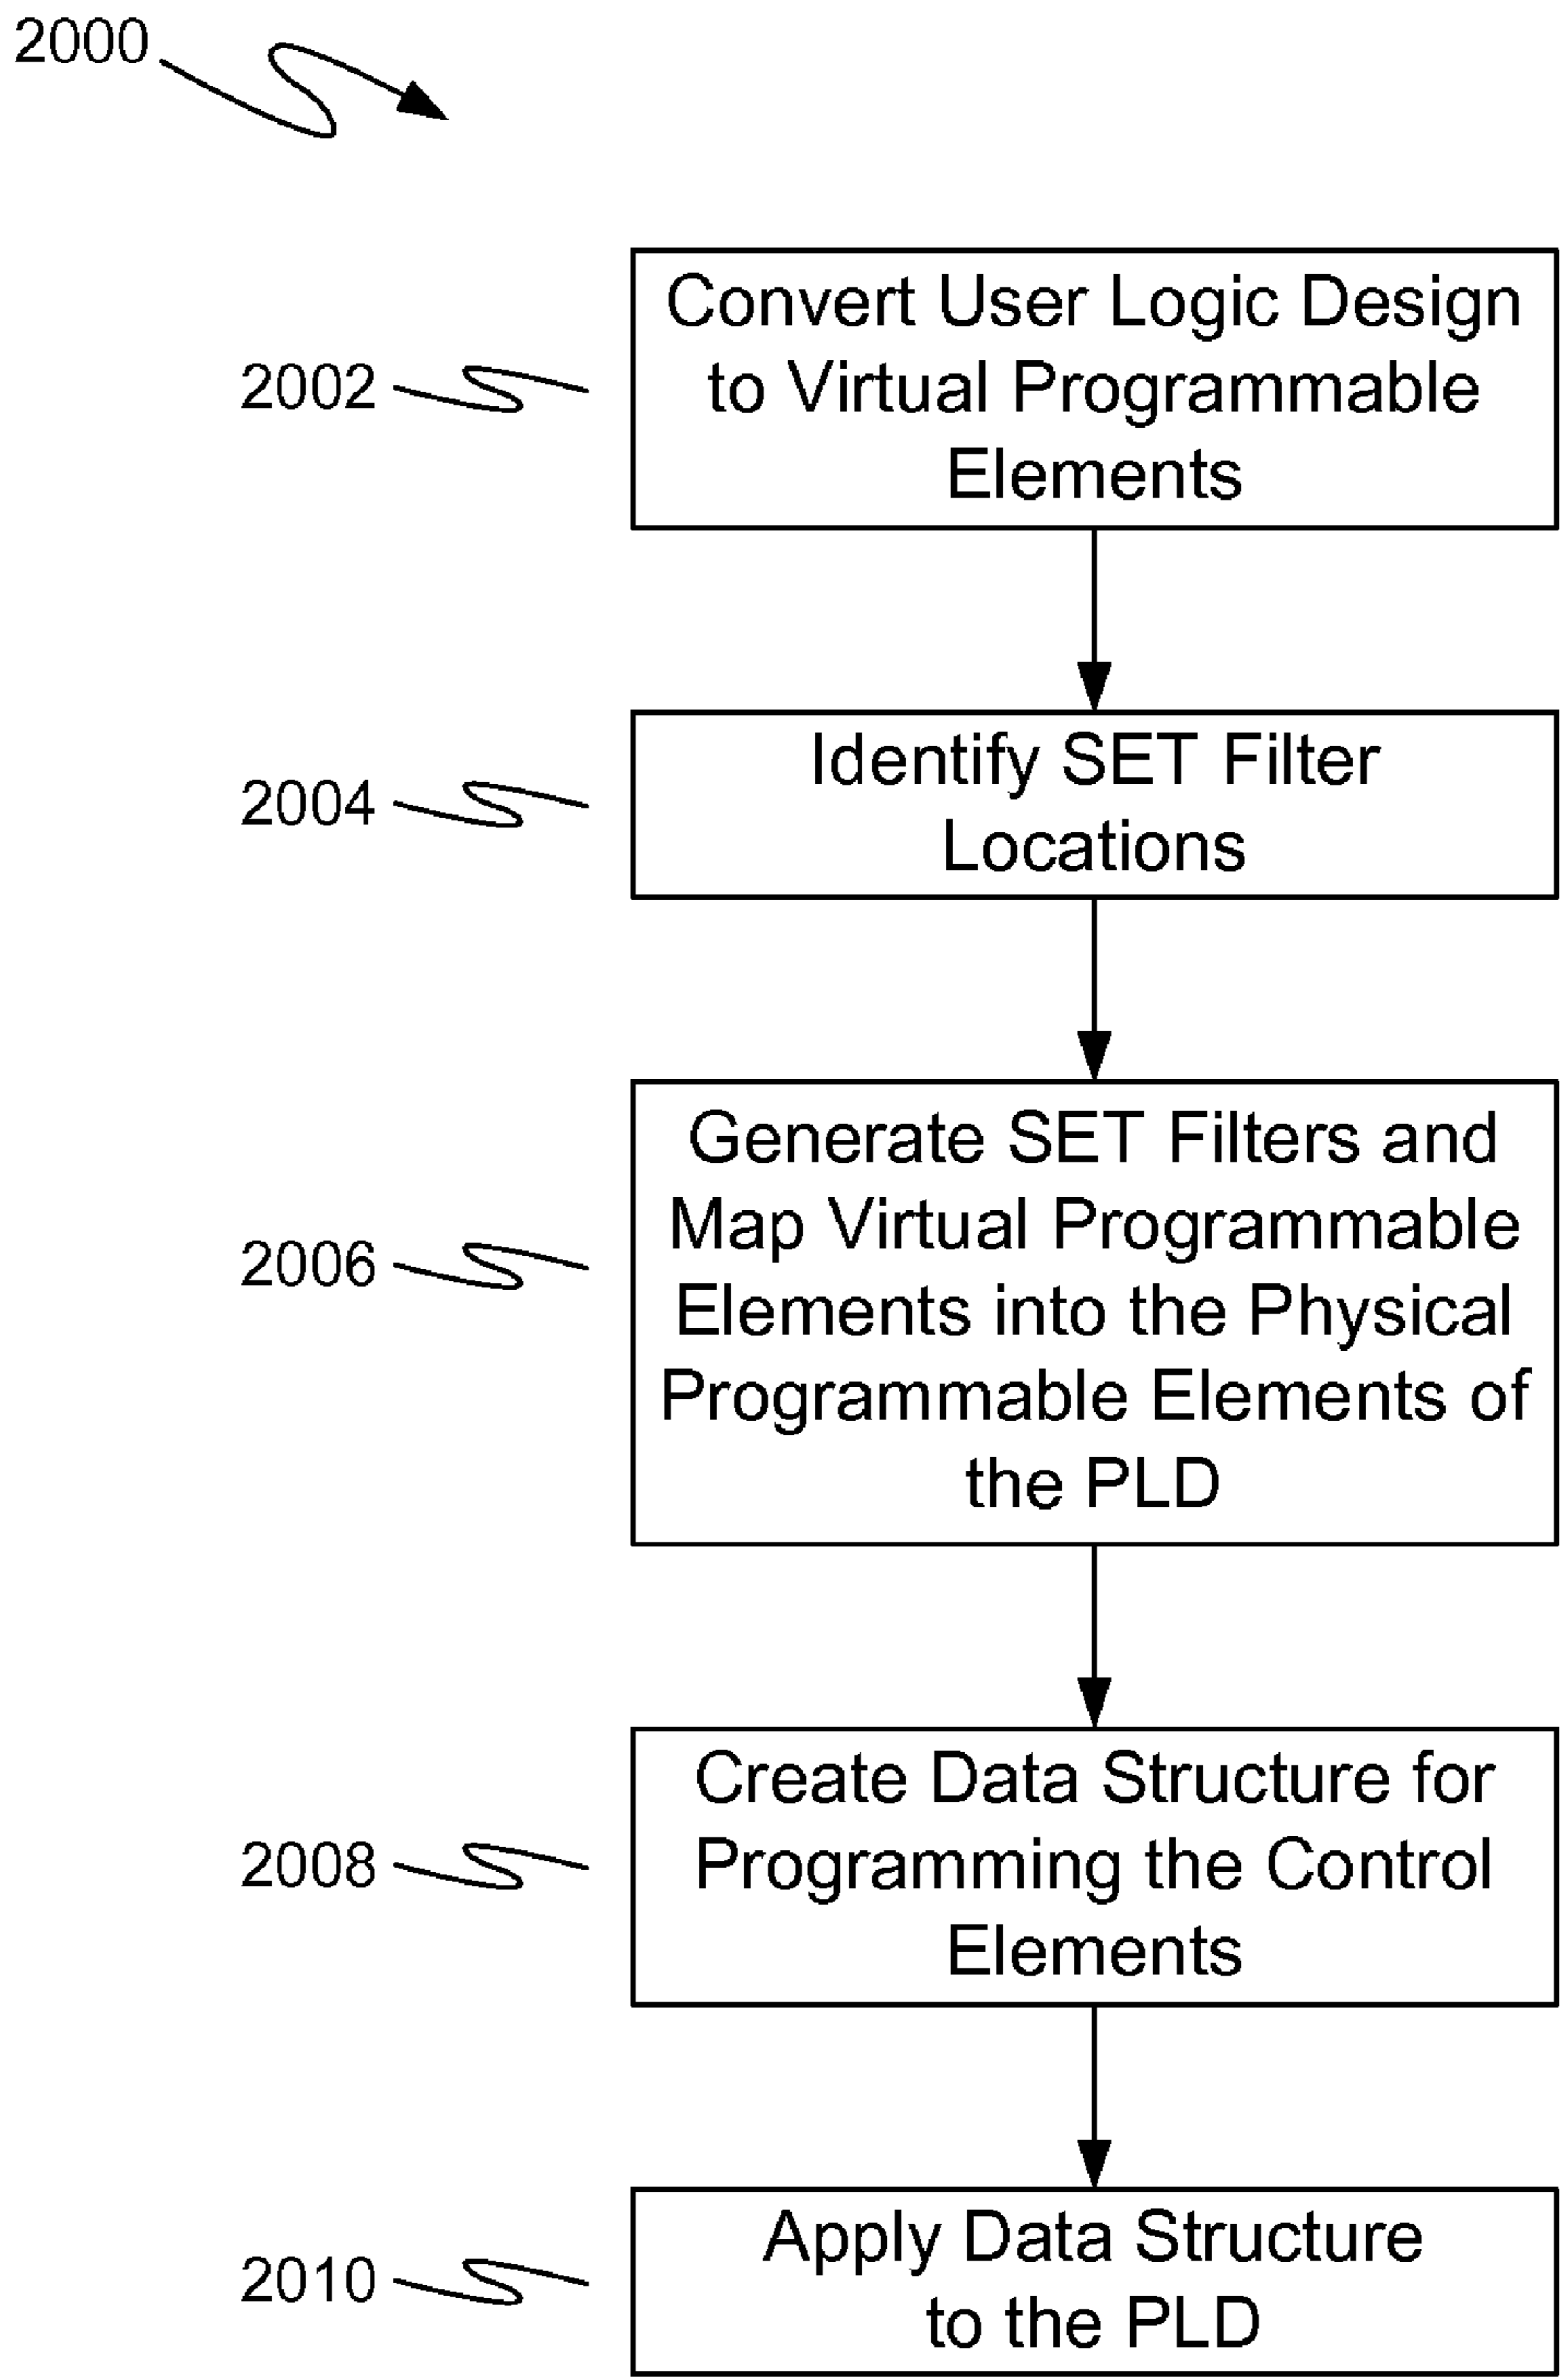 2000
2002
Convert User Logic Design
to Virtual Programmable
Elements
2004
Identify SET Filter
Locations
2006
Generate SET Filters and
Map Virtual Programmable
Elements into the Physical
Programmable Elements of
the PLD
2008
Create Data Structure for
Programming the Control
Elements
2010
Apply Data Structure
to the PLD